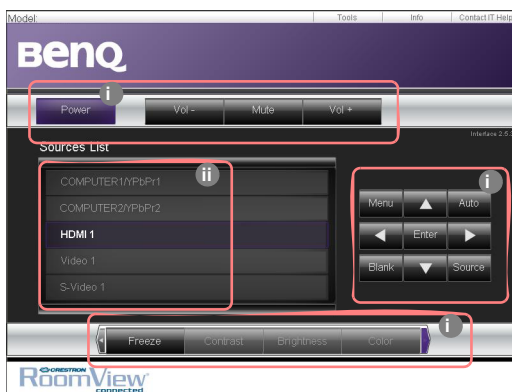 Model:
Tools Info Contact IT Help
BenQ
i
Power Vol - Mute Vol +
Interface 2.5.
Sources List
ii
i
COMPUTER1/YPbPr1
COMPUTER2/YPbPr2
HDMI 1
Video 1
S-Video 1
Menu Auto
Enter
Blank Source
i
Freeze Contrast Brightness Color
CRESTRON
RoomView
connected